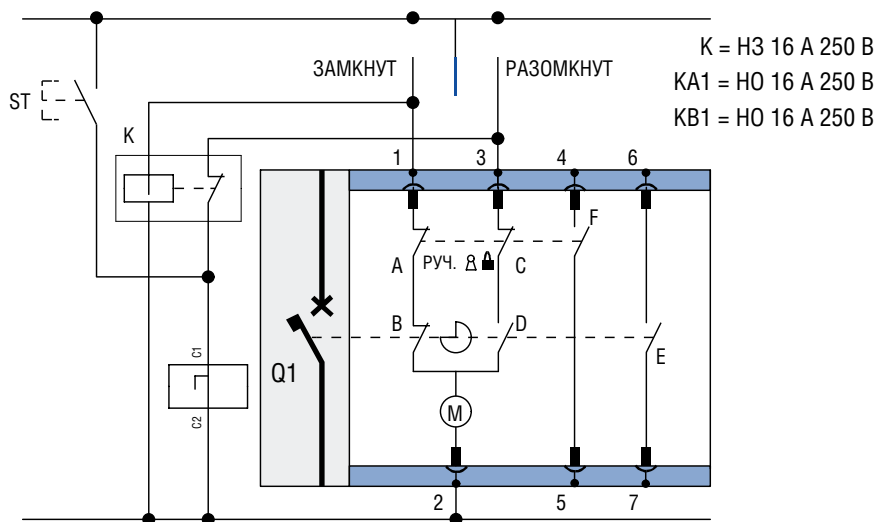 ЗАМКНУТ
РАЗОМКНУТ
K = НЗ 16 А 250 В
KA1 = НО 16 А 250 В
KB1 = НО 16 А 250 В
ST
K
1
3
4
6
A
РУЧ.
C
F
B
D
E
Q1
M
C1
C2
2
5
7